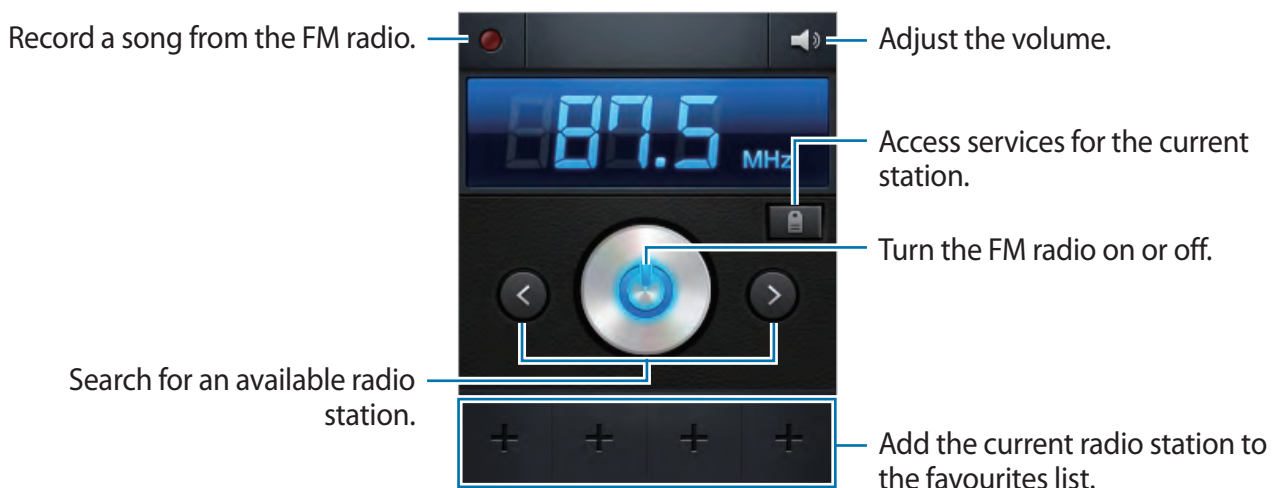 Record a song from the FM radio.
Adjust the volume.
87.5 MHz
Access services for the current
station.
Turn the FM radio on or off.
Search for an available radio
station.
Add the current radio station to
the favourites list.